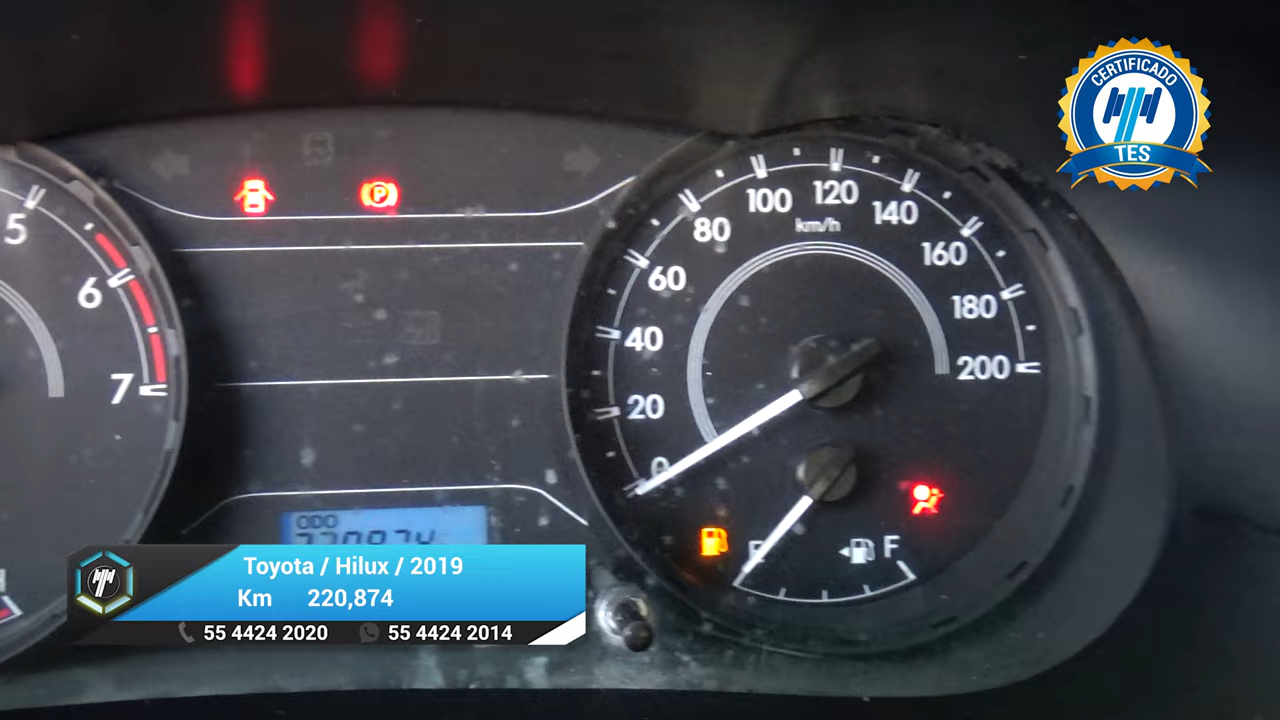 CERTIFICADO
TES
5
6
7
H
P
0
20
40
60
80
100
120
140
160
180
200
km/h
F
ODO
Toyota / Hilux / 2019
Km 220,874
55 4424 2020 55 4424 2014